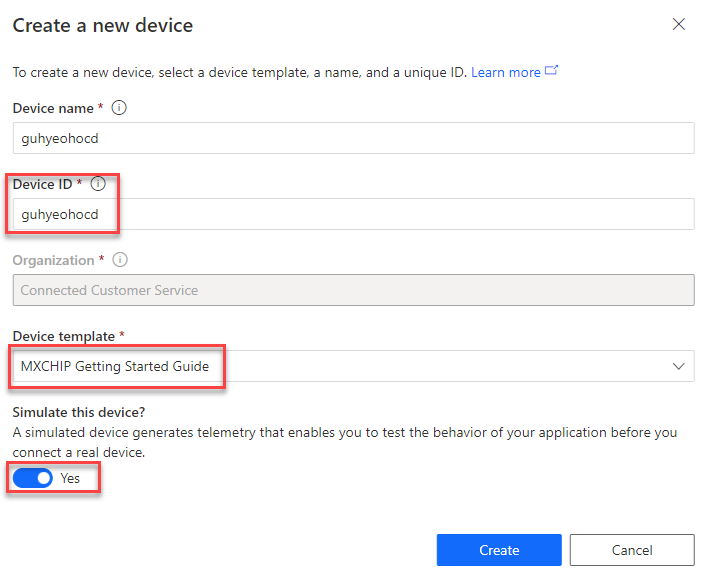 Create a new device
To create a new device, select a device template, a name, and a unique ID. Learn more
Device name *
guhyeohocd
Device ID *
guhyeohocd
Organization *
Connected Customer Service
Device template *
MXCHIP Getting Started Guide
Simulate this device?
A simulated device generates telemetry that enables you to test the behavior of your application before you
connect a real device.
Yes
Create Cancel